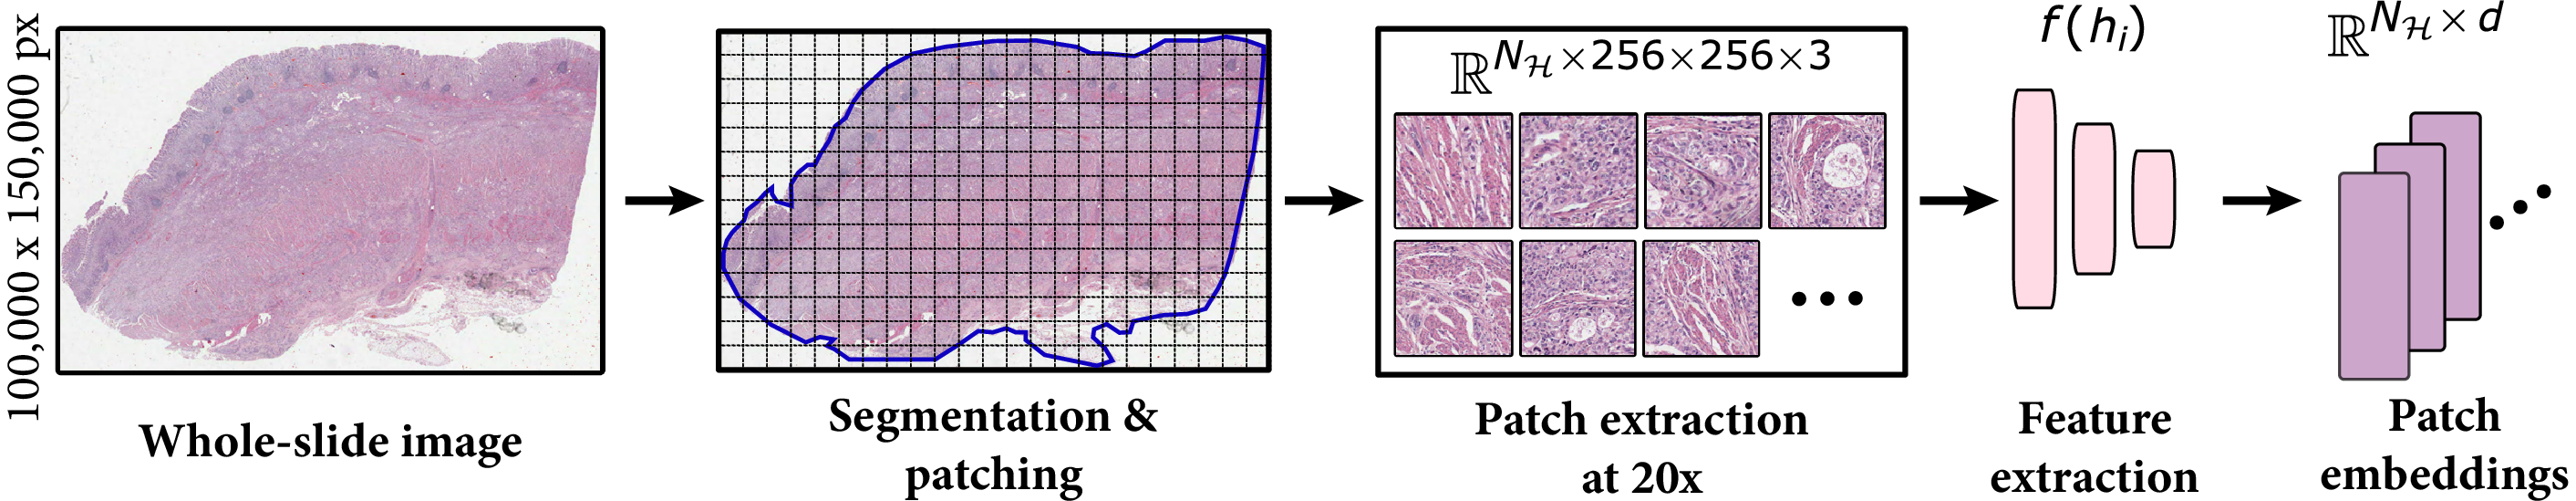 100,000 x 150,000 px
Whole-slide image
Segmentation &
patching
ℝ^{N_ℋ×256×256×3}
Patch extraction
at 20x
f(h_i)
Feature
extraction
ℝ^{N_ℋ×d}
Patch
embeddings